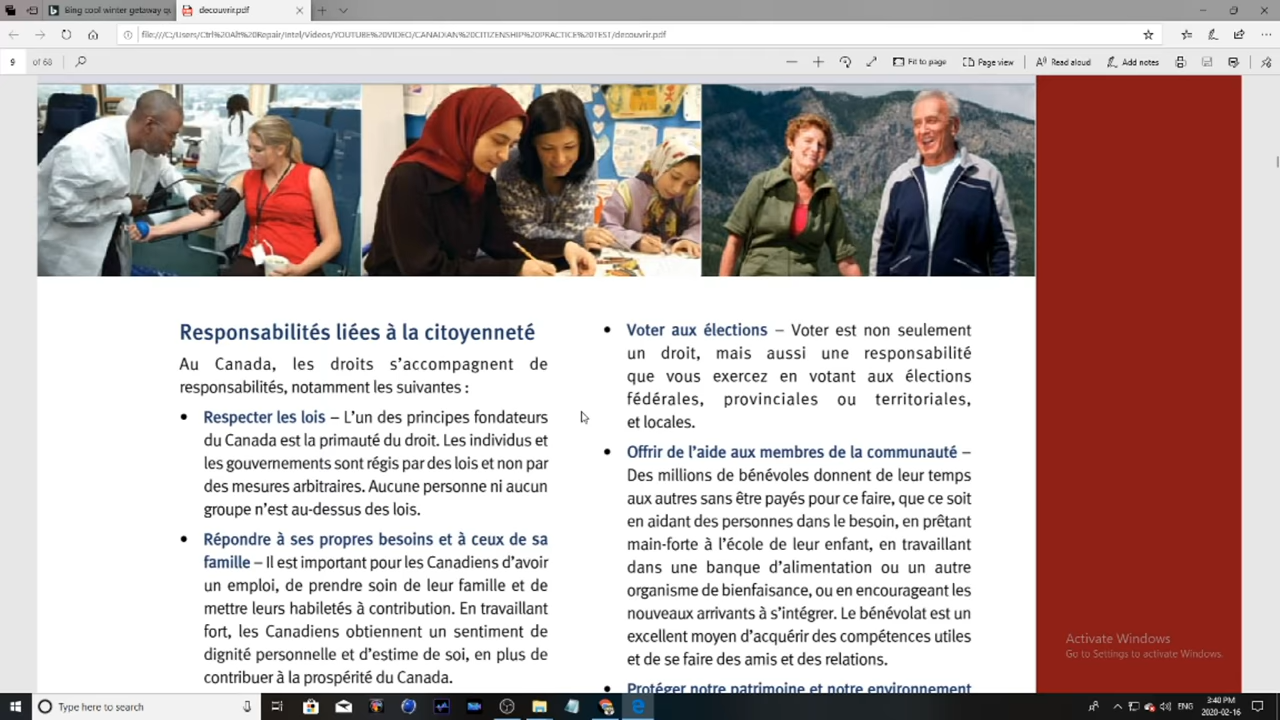 Bing cool winter getaway qu
decouvrir.pdf
file:///C:/Users/Ctrl%20Alt%20Repair/Intel/Videos/YOUTUBE%20VIDEO/CANADIAN%20CITIZENSHIP%20PRACTICE%20TEST/decouvrir.pdf
9 of 68 Fit to page Page view Read aloud Add notes
Responsabilités liées à la citoyenneté
Au Canada, les droits s’accompagnent de
responsabilités, notamment les suivantes :
• Respecter les lois – L’un des principes fondateurs
du Canada est la primauté du droit. Les individus et
les gouvernements sont régis par des lois et non par
des mesures arbitraires. Aucune personne ni aucun
groupe n’est au-dessus des lois.
• Répondre à ses propres besoins et à ceux de sa
famille – Il est important pour les Canadiens d’avoir
un emploi, de prendre soin de leur famille et de
mettre leurs habiletés à contribution. En travaillant
fort, les Canadiens obtiennent un sentiment de
dignité personnelle et d’estime de soi, en plus de
contribuer à la prospérité du Canada.
• Voter aux élections – Voter est non seulement
un droit, mais aussi une responsabilité
que vous exercez en votant aux élections
fédérales, provinciales ou territoriales,
et locales.
• Offrir de l’aide aux membres de la communauté –
Des millions de bénévoles donnent de leur temps
aux autres sans être payés pour ce faire, que ce soit
en aidant des personnes dans le besoin, en prêtant
main-forte à l’école de leur enfant, en travaillant
dans une banque d’alimentation ou un autre
organisme de bienfaisance, ou en encourageant les
nouveaux arrivants à s’intégrer. Le bénévolat est un
excellent moyen d’acquérir des compétences utiles
et de se faire des amis et des relations.
• Protéger notre patrimoine et notre environnement
Activate Windows
Go to Settings to activate Windows.
Type here to search
ENG
3:40 PM
2020-02-16